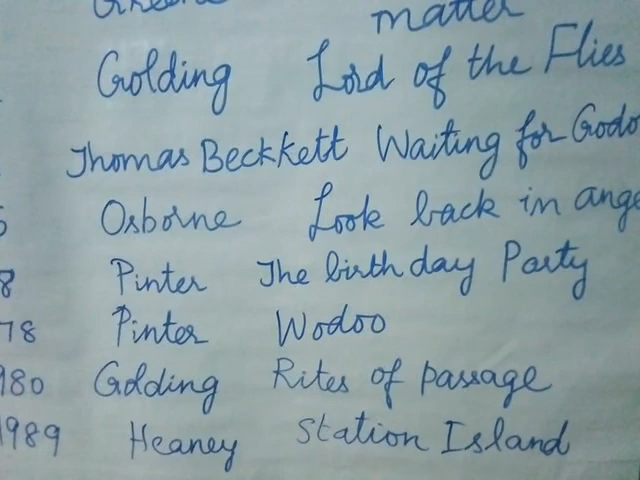 matter
Golding Lord of the Flies
Thomas Beckkett Waiting for Godo
Osborne Look back in ange
8 Pinter The birthday Party
78 Pinter Wodoo
980 Golding Rites of passage
1989 Heaney Station Island